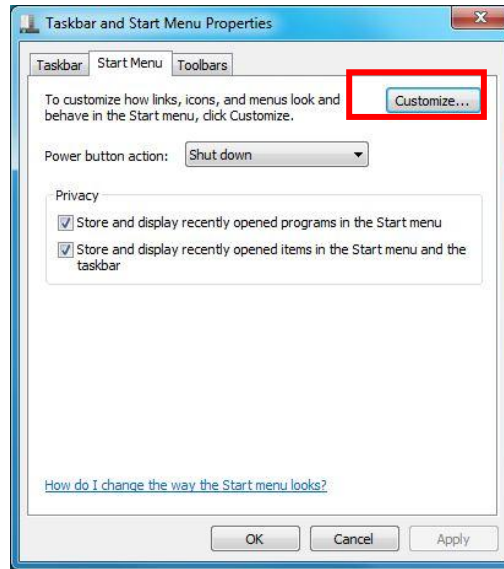 Taskbar and Start Menu Properties
Taskbar Start Menu Toolbars
To customize how links, icons, and menus look and
behave in the Start menu, click Customize.
Customize...
Power button action: Shut down
Privacy
Store and display recently opened programs in the Start menu
Store and display recently opened items in the Start menu and the
taskbar
How do I change the way the Start menu looks?
OK Cancel Apply